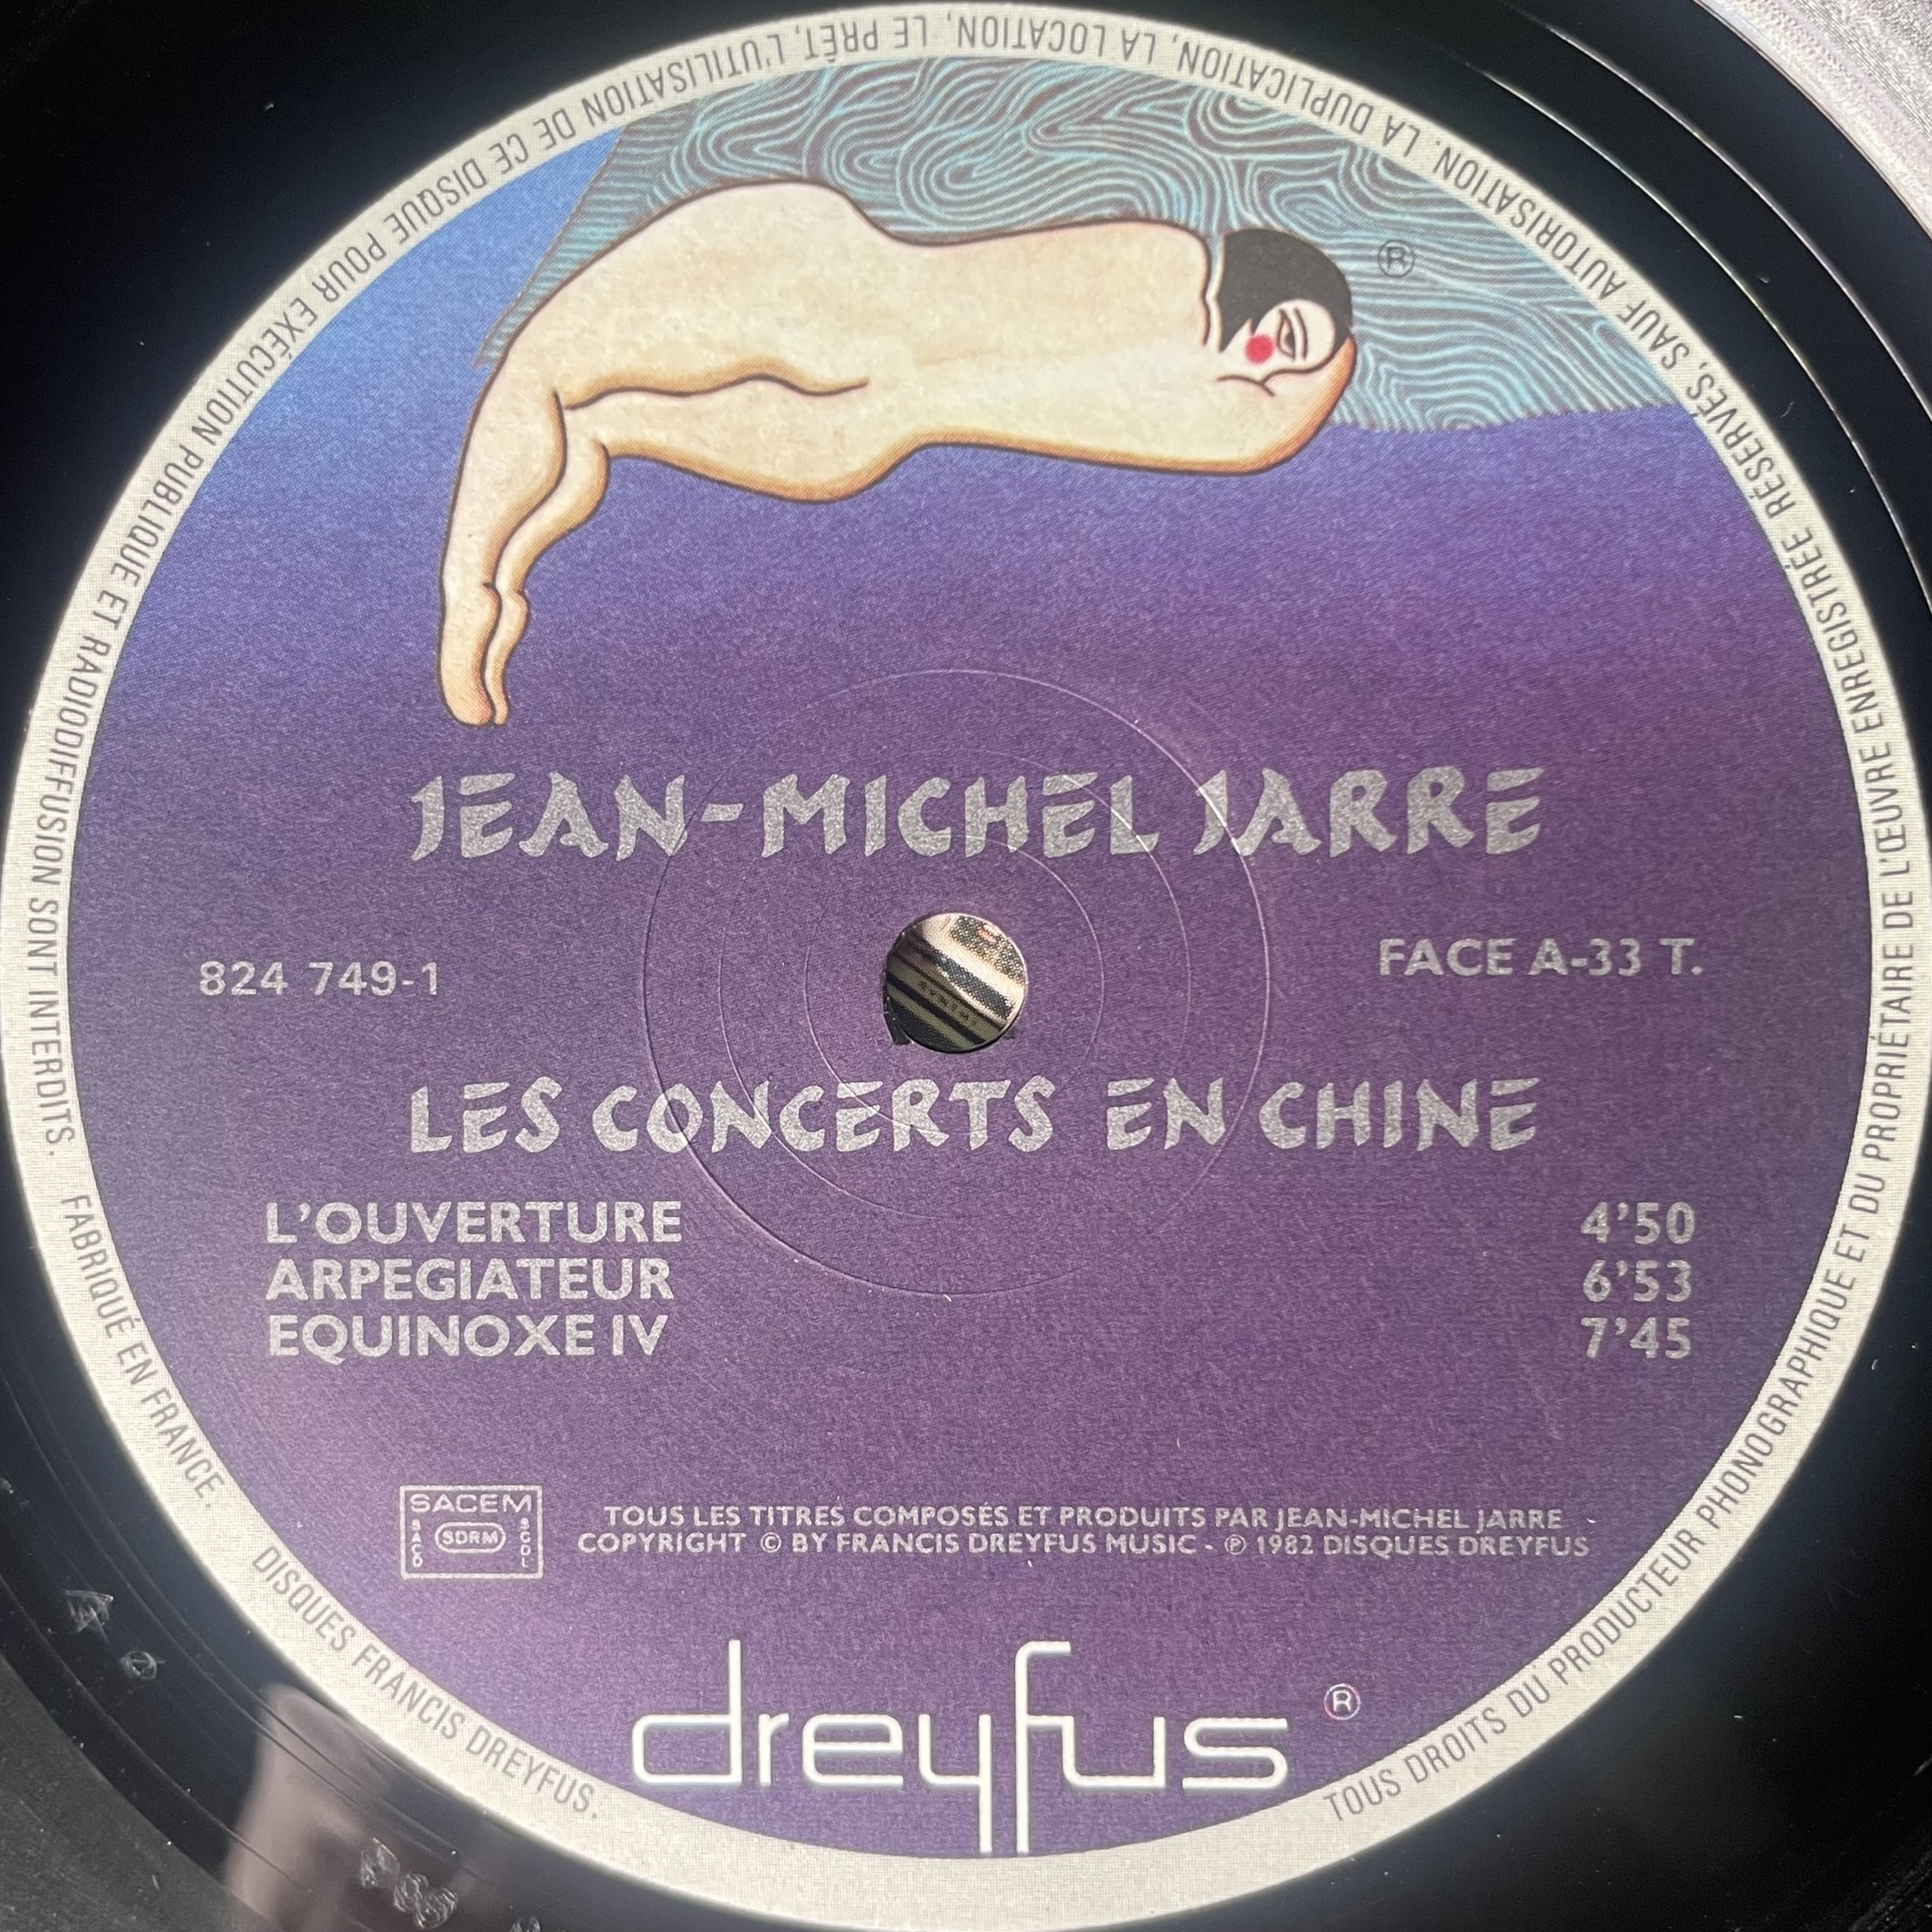 JEAN-MICHEL JARRE
824 749-1
FACE A-33 T.
LES CONCERTS EN CHINE
L'OUVERTURE 4'50
ARPEGIATEUR 6'53
EQUINOXE IV 7'45
SACEM
SACD
SDRM
SGDL
TOUS LES TITRES COMPOSÉS ET PRODUITS PAR JEAN-MICHEL JARRE
COPYRIGHT © BY FRANCIS DREYFUS MUSIC - ℗ 1982 DISQUES DREYFUS
dreyfus ®
®
TOUS DROITS DU PRODUCTEUR PHONOGRAPHIQUE ET DU PROPRIÉTAIRE DE L'ŒUVRE ENREGISTRÉE RÉSERVÉS, SAUF AUTORISATION. LA DUPLICATION, LA LOCATION, LE PRÊT, L'UTILISATION DE CE DISQUE POUR EXÉCUTION PUBLIQUE ET RADIODIFFUSION SONT INTERDITS. FABRIQUÉ EN FRANCE. DISQUES FRANCIS DREYFUS.